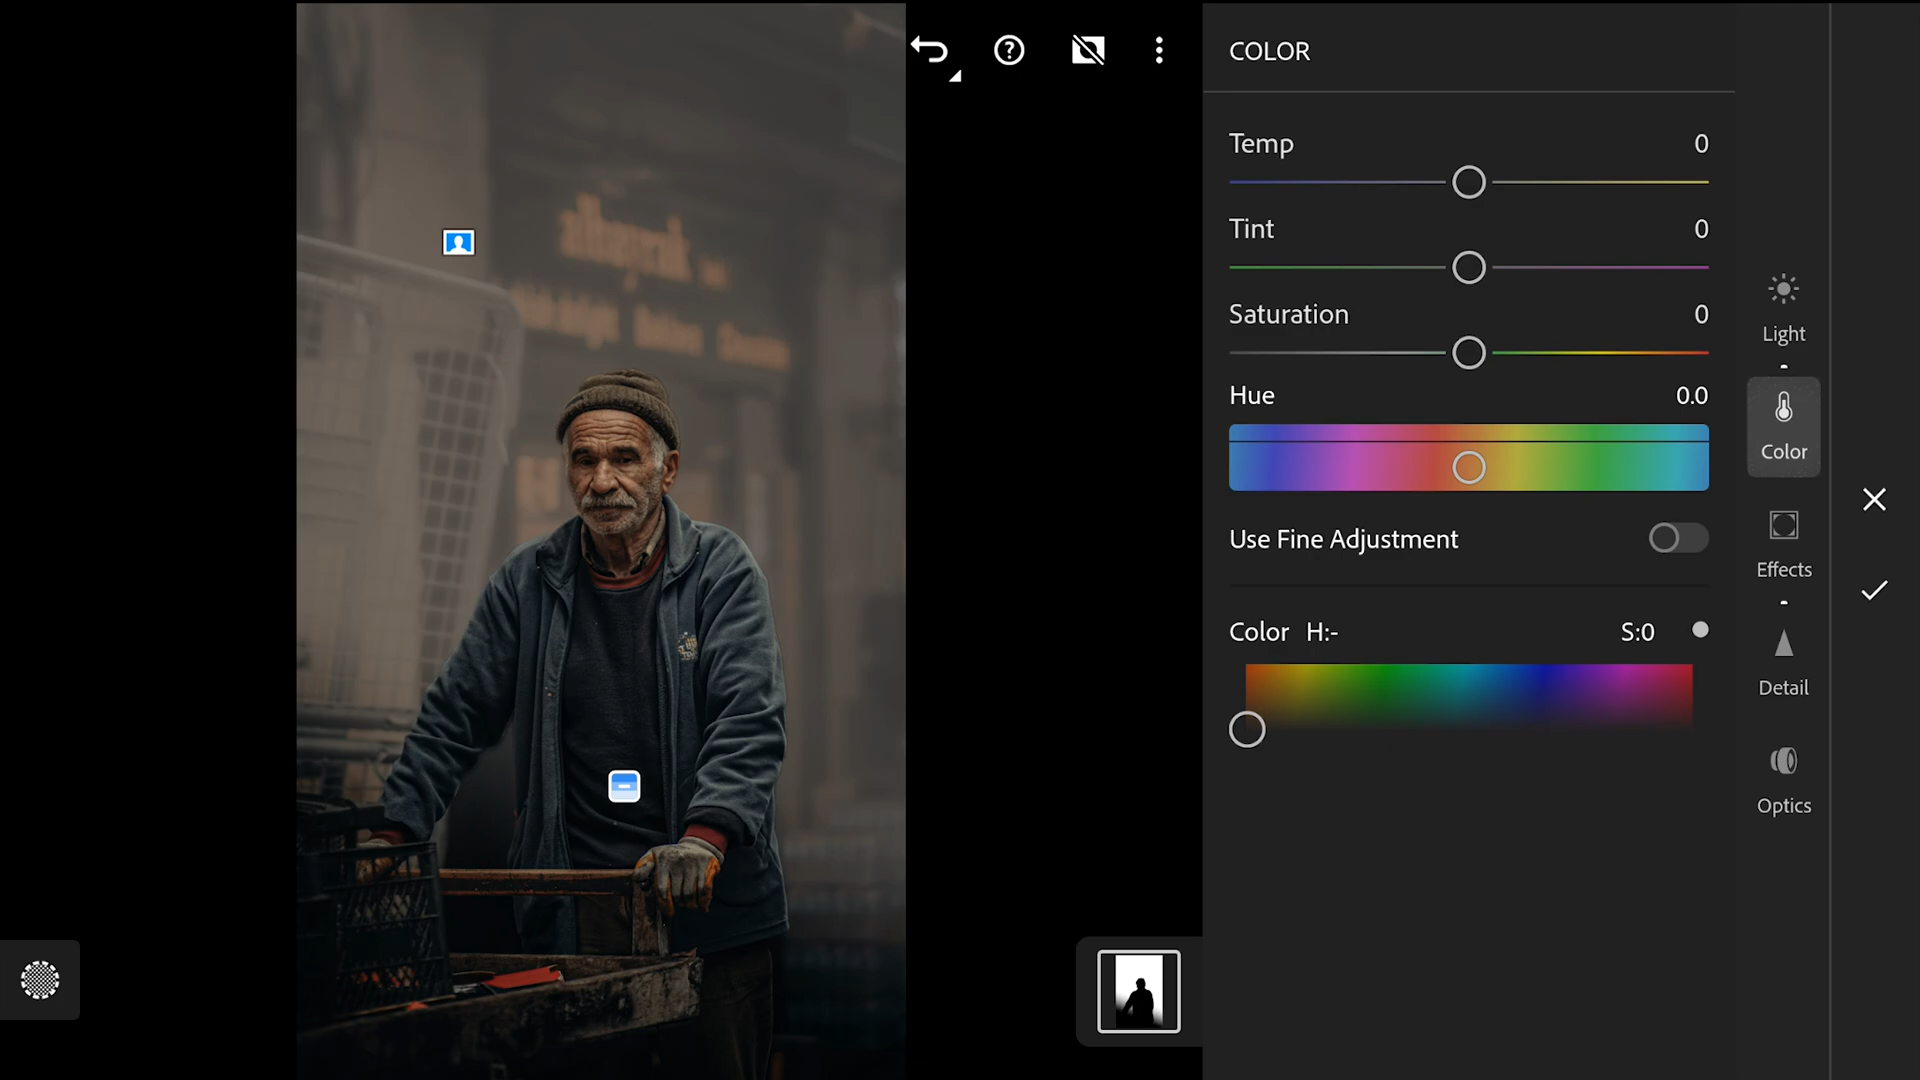 COLOR
Temp 0
Tint 0
Saturation 0
Hue 0.0
Use Fine Adjustment
Color H:- S:0
Light
Color
Effects
Detail
Optics
albayrak